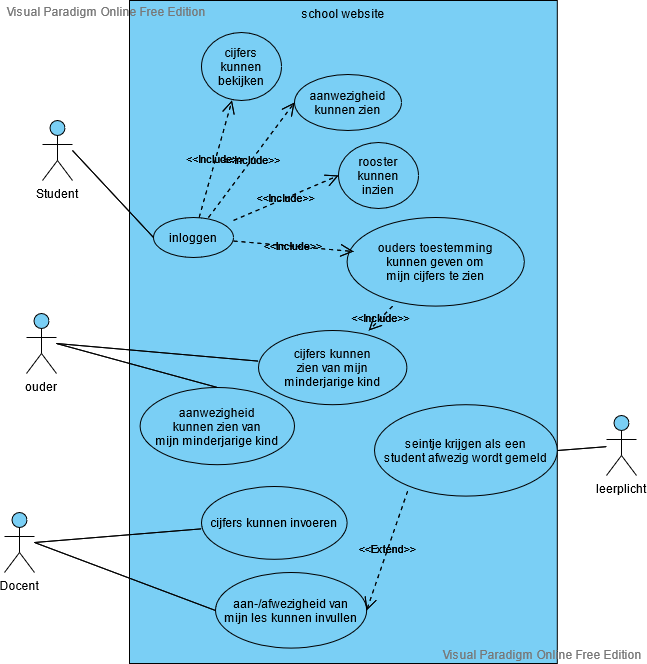 Visual Paradigm Online Free Edition
school website
cijfers
kunnen
bekijken
aanwezigheid
kunnen zien
<<Include>>
<<Include>>
rooster
kunnen
inzien
Student
<<Include>>
inloggen
<<Include>>
ouders toestemming
kunnen geven om
mijn cijfers te zien
<<Include>>
ouder
cijfers kunnen
zien van mijn
minderjarige kind
aanwezigheid
kunnen zien van
mijn minderjarige kind
seintje krijgen als een
student afwezig wordt gemeld
leerplicht
cijfers kunnen invoeren
<<Extend>>
Docent
aan-/afwezigheid van
mijn les kunnen invullen
Visual Paradigm Online Free Edition